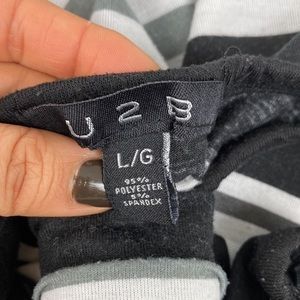 U 2 B
L/G
95%
POLYESTER
5%
SPANDEX